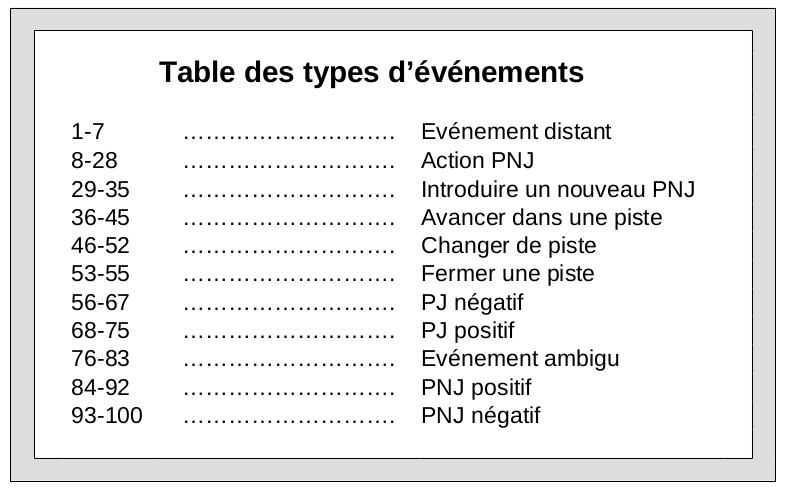 Table des types d’événements
1-7 ………………………. Evénement distant
8-28 ………………………. Action PNJ
29-35 ………………………. Introduire un nouveau PNJ
36-45 ………………………. Avancer dans une piste
46-52 ………………………. Changer de piste
53-55 ………………………. Fermer une piste
56-67 ………………………. PJ négatif
68-75 ………………………. PJ positif
76-83 ………………………. Evénement ambigu
84-92 ………………………. PNJ positif
93-100 ………………………. PNJ négatif